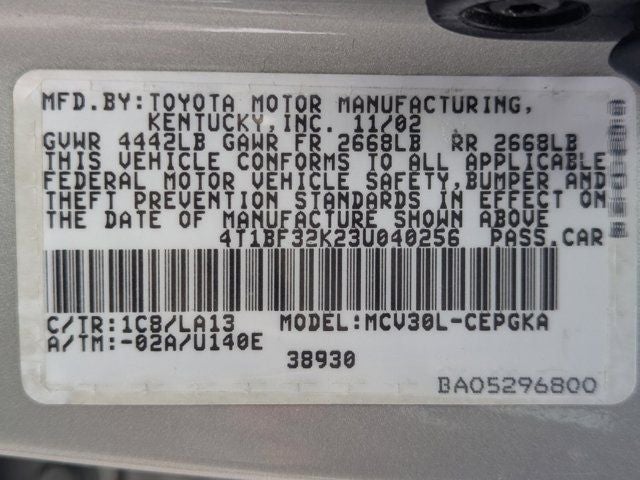 MFD.BY:TOYOTA MOTOR MANUFACTURING,
KENTUCKY,INC. 11/02
GVWR 4442LB GAWR FR 2668LB RR 2668LB
THIS VEHICLE CONFORMS TO ALL APPLICABLE
FEDERAL MOTOR VEHICLE SAFETY,BUMPER AND
THEFT PREVENTION STANDARDS IN EFFECT ON
THE DATE OF MANUFACTURE SHOWN ABOVE
4T1BF32K23U040256 PASS.CAR
C/TR:1C8/LA13 MODEL:MCV30L-CEPGKA
A/TM:-02A/U140E
38930
BA05296800